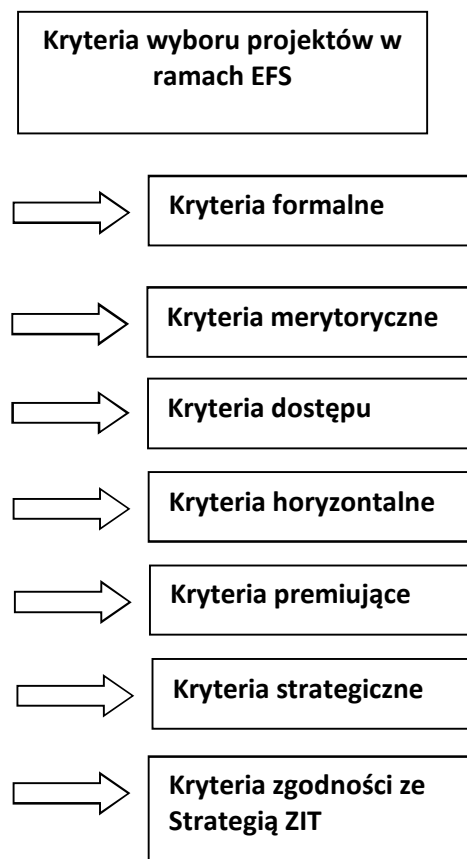 Kryteria wyboru projektów w
ramach EFS
Kryteria formalne
Kryteria merytoryczne
Kryteria dostępu
Kryteria horyzontalne
Kryteria premiujące
Kryteria strategiczne
Kryteria zgodności ze
Strategią ZIT